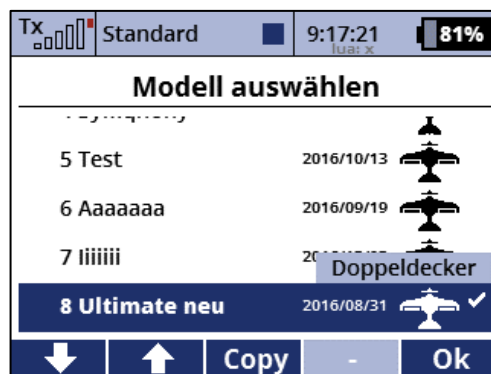 Tx Standard 9:17:21 81%
lua: x
Modell auswählen
5 Test 2016/10/13
6 Aaaaaaa 2016/09/19
7 Iiiiiii
Doppeldecker
8 Ultimate neu 2016/08/31
Copy - Ok